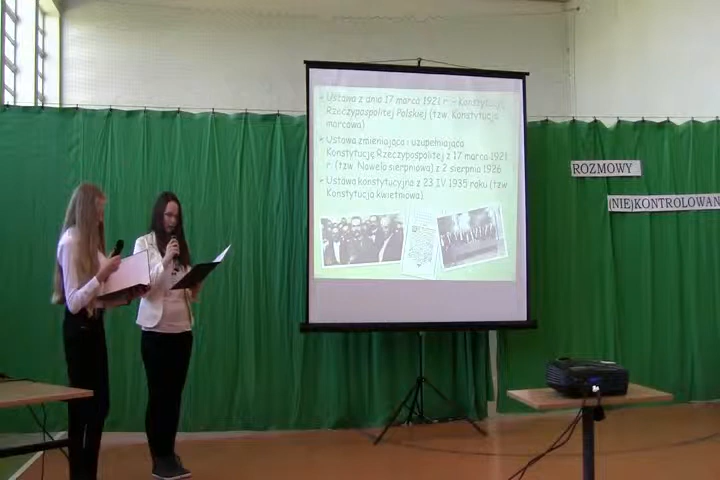 Ustawa z dnia 17 marca 1921 r. – Konstytucja
Rzeczypospolitej Polskiej (tzw. Konstytucja
marcowa)
Ustawa zmieniająca i uzupełniająca
Konstytucję Rzeczypospolitej z 17 marca 1921
r. (tzw. Nowela sierpniowa) z 2 sierpnia 1926
Ustawa konstytucyjna z 23 IV 1935 roku (tzw.
Konstytucja kwietniowa)
ROZMOWY
(NIE)KONTROLOWAN